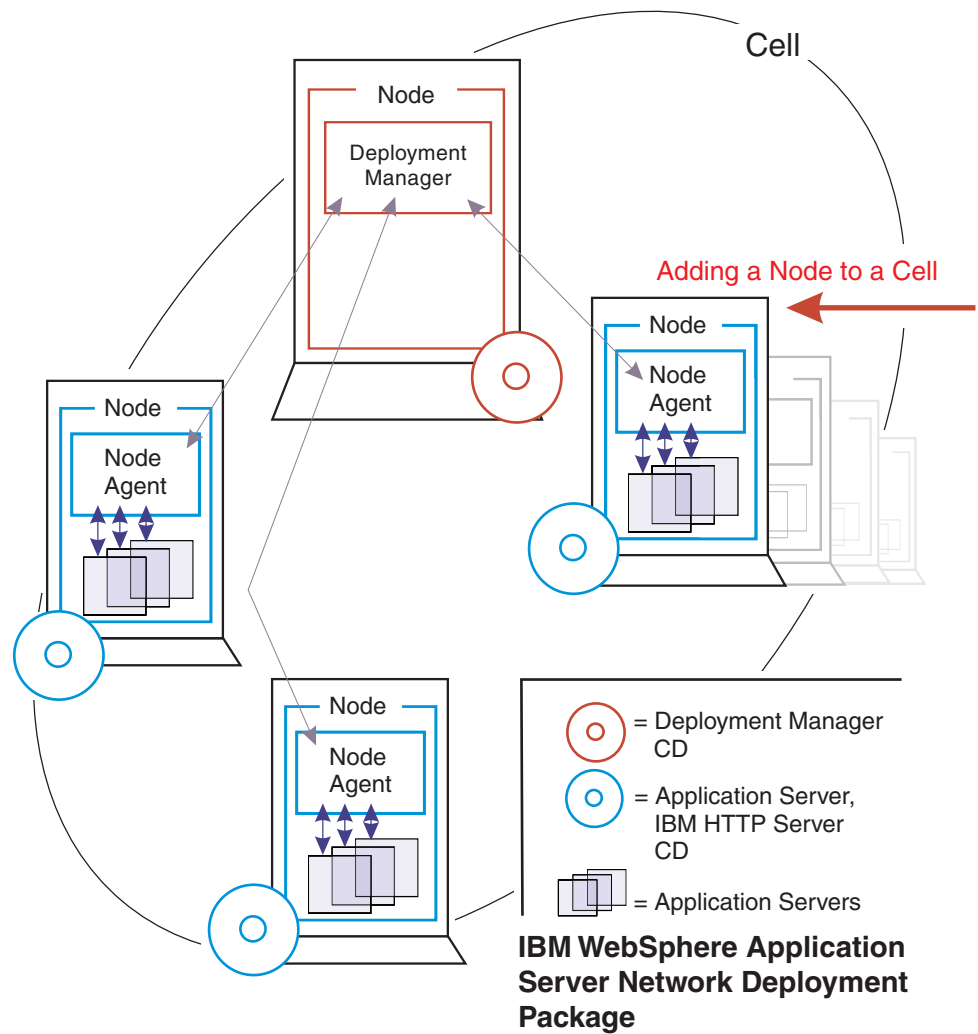 Cell
Node
Deployment
Manager
Adding a Node to a Cell
Node
Node
Agent
Node
Node
Agent
Node
Node
Agent
= Deployment Manager
CD
= Application Server,
IBM HTTP Server
CD
= Application Servers
IBM WebSphere Application
Server Network Deployment
Package